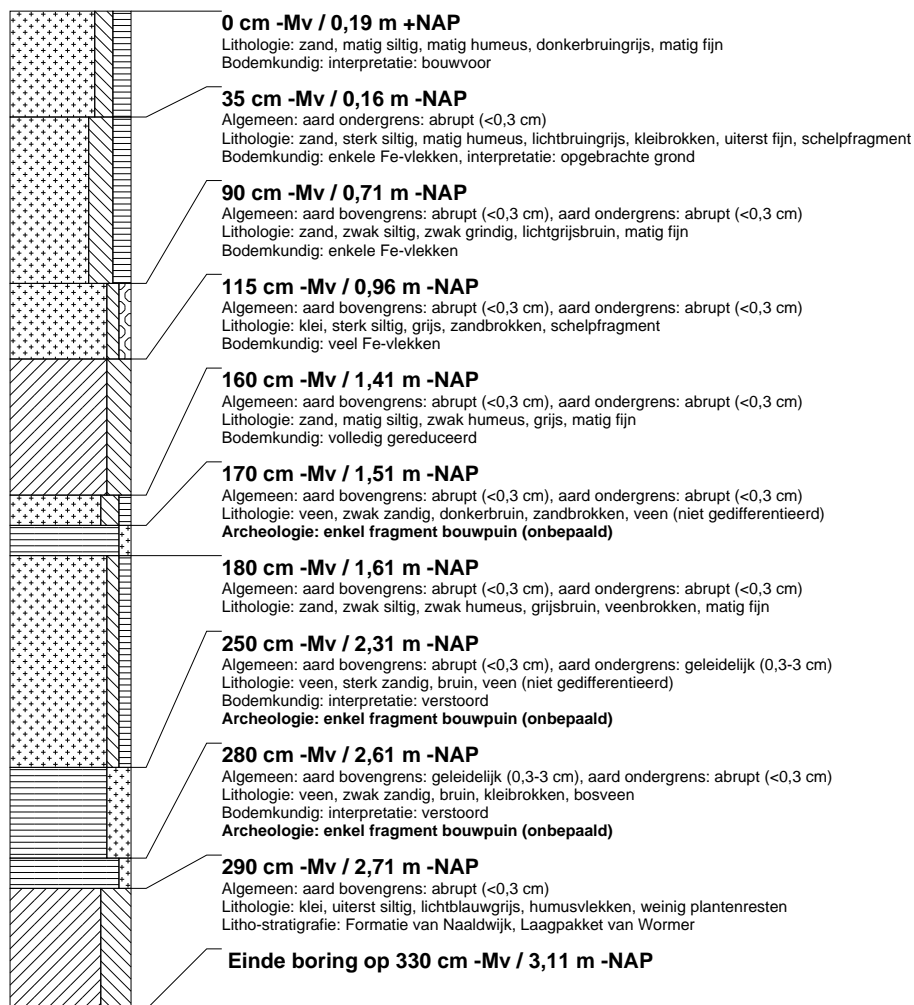 0 cm -Mv / 0,19 m +NAP
Lithologie: zand, matig siltig, matig humeus, donkerbruingrijs, matig fijn
Bodemkundig: interpretatie: bouwvoor
35 cm -Mv / 0,16 m -NAP
Algemeen: aard ondergrens: abrupt (<0,3 cm)
Lithologie: zand, sterk siltig, matig humeus, lichtbruingrijs, kleibrokken, uiterst fijn, schelpfragment
Bodemkundig: enkele Fe-vlekken, interpretatie: opgebrachte grond
90 cm -Mv / 0,71 m -NAP
Algemeen: aard bovengrens: abrupt (<0,3 cm), aard ondergrens: abrupt (<0,3 cm)
Lithologie: zand, zwak siltig, zwak grindig, lichtgrijsbruin, matig fijn
Bodemkundig: enkele Fe-vlekken
115 cm -Mv / 0,96 m -NAP
Algemeen: aard bovengrens: abrupt (<0,3 cm), aard ondergrens: abrupt (<0,3 cm)
Lithologie: klei, sterk siltig, grijs, zandbrokken, schelpfragment
Bodemkundig: veel Fe-vlekken
160 cm -Mv / 1,41 m -NAP
Algemeen: aard bovengrens: abrupt (<0,3 cm), aard ondergrens: abrupt (<0,3 cm)
Lithologie: zand, matig siltig, zwak humeus, grijs, matig fijn
Bodemkundig: volledig gereduceerd
170 cm -Mv / 1,51 m -NAP
Algemeen: aard bovengrens: abrupt (<0,3 cm), aard ondergrens: abrupt (<0,3 cm)
Lithologie: veen, zwak zandig, donkerbruin, zandbrokken, veen (niet gedifferentieerd)
Archeologie: enkel fragment bouwpuin (onbepaald)
180 cm -Mv / 1,61 m -NAP
Algemeen: aard bovengrens: abrupt (<0,3 cm), aard ondergrens: abrupt (<0,3 cm)
Lithologie: zand, zwak siltig, zwak humeus, grijsbruin, veenbrokken, matig fijn
250 cm -Mv / 2,31 m -NAP
Algemeen: aard bovengrens: abrupt (<0,3 cm), aard ondergrens: geleidelijk (0,3-3 cm)
Lithologie: veen, sterk zandig, bruin, veen (niet gedifferentieerd)
Bodemkundig: interpretatie: verstoord
Archeologie: enkel fragment bouwpuin (onbepaald)
280 cm -Mv / 2,61 m -NAP
Algemeen: aard bovengrens: geleidelijk (0,3-3 cm), aard ondergrens: abrupt (<0,3 cm)
Lithologie: veen, zwak zandig, bruin, kleibrokken, bosveen
Bodemkundig: interpretatie: verstoord
Archeologie: enkel fragment bouwpuin (onbepaald)
290 cm -Mv / 2,71 m -NAP
Algemeen: aard bovengrens: abrupt (<0,3 cm)
Lithologie: klei, uiterst siltig, lichtblauwgrijs, humusvlekken, weinig plantenresten
Litho-stratigrafie: Formatie van Naaldwijk, Laagpakket van Wormer
Einde boring op 330 cm -Mv / 3,11 m -NAP